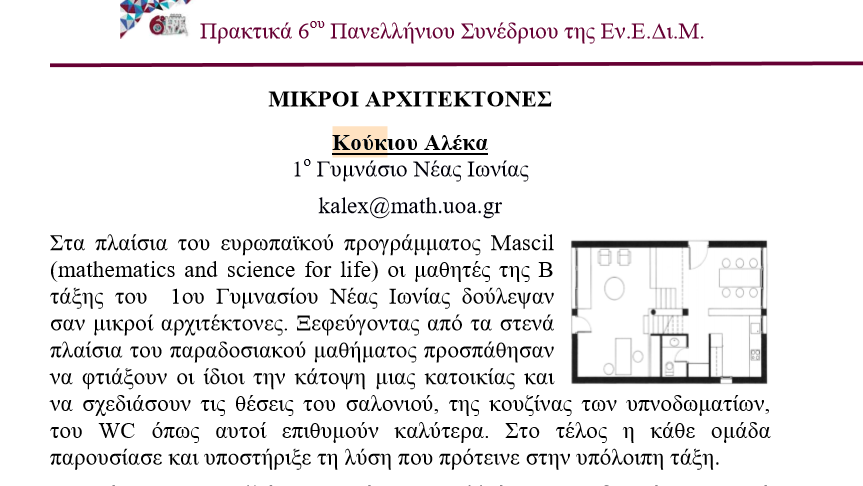 Πρακτικά 6ου Πανελλήνιου Συνέδριου της Εν.Ε.Δι.Μ.
ΜΙΚΡΟΙ ΑΡΧΙΤΕΚΤΟΝΕΣ
Κούκιου Αλέκα
1ο Γυμνάσιο Νέας Ιωνίας
kalex@math.uoa.gr
Στα πλαίσια του ευρωπαϊκού προγράμματος Mascil
(mathematics and science for life) οι μαθητές της Β
τάξης του 1ου Γυμνασίου Νέας Ιωνίας δούλεψαν
σαν μικροί αρχιτέκτονες. Ξεφεύγοντας από τα στενά
πλαίσια του παραδοσιακού μαθήματος προσπάθησαν
να φτιάξουν οι ίδιοι την κάτοψη μιας κατοικίας και
να σχεδιάσουν τις θέσεις του σαλονιού, της κουζίνας των υπνοδωματίων,
του WC όπως αυτοί επιθυμούν καλύτερα. Στο τέλος η κάθε ομάδα
παρουσίασε και υποστήριξε τη λύση που πρότεινε στην υπόλοιπη τάξη.